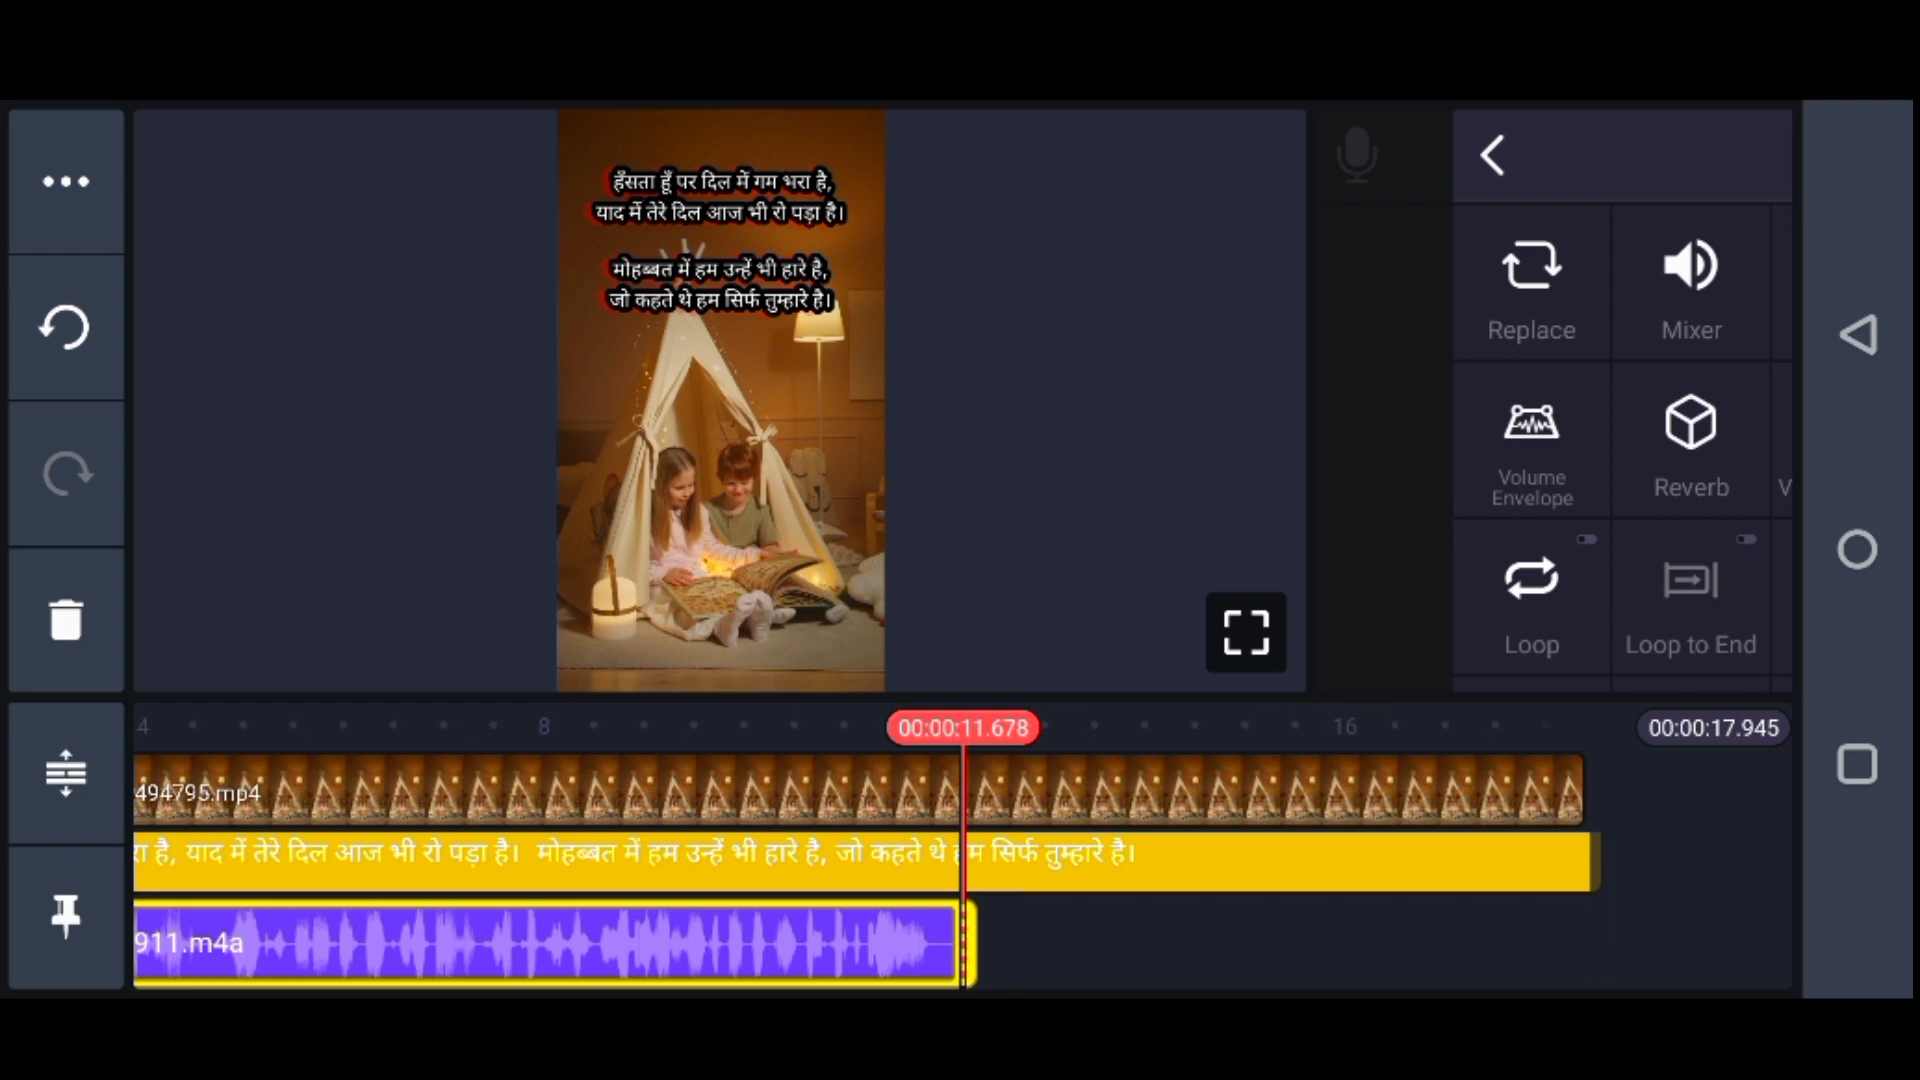 हँसता हूँ पर दिल में गम भरा है,
याद में तेरे दिल आज भी रो पड़ा है।
मोहब्बत में हम उन्हें भी हारे है,
जो कहते थे हम सिर्फ तुम्हारे है।
Replace
Mixer
Volume
Envelope
Reverb
V
Loop
Loop to End
4
8
00:00:11.678
16
00:00:17.945
494795.mp4
रा है, याद में तेरे दिल आज भी रो पड़ा है। मोहब्बत में हम उन्हें भी हारे है, जो कहते थे हम सिर्फ तुम्हारे है।
911.m4a